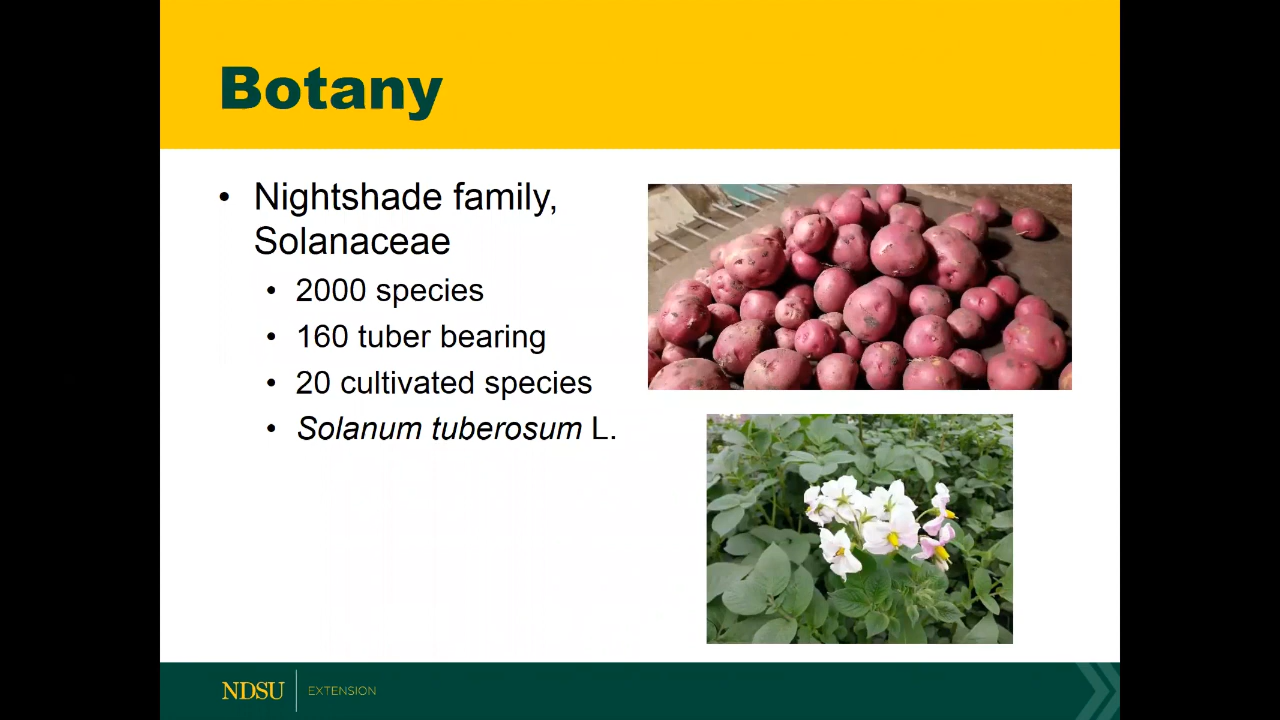 Botany
• Nightshade family,
Solanaceae
• 2000 species
• 160 tuber bearing
• 20 cultivated species
• Solanum tuberosum L.
NDSU EXTENSION